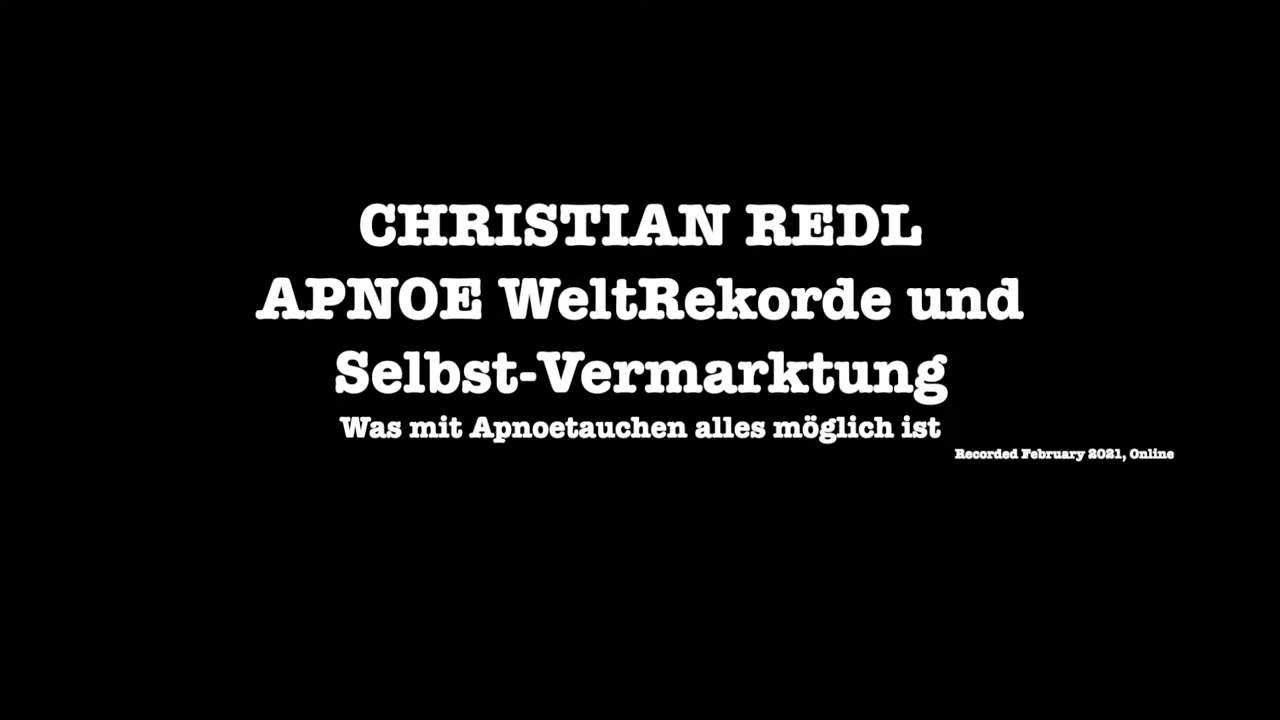 CHRISTIAN REDL
APNOE WeltRekorde und
Selbst-Vermarktung
Was mit Apnoetauchen alles möglich ist
Recorded February 2021, Online